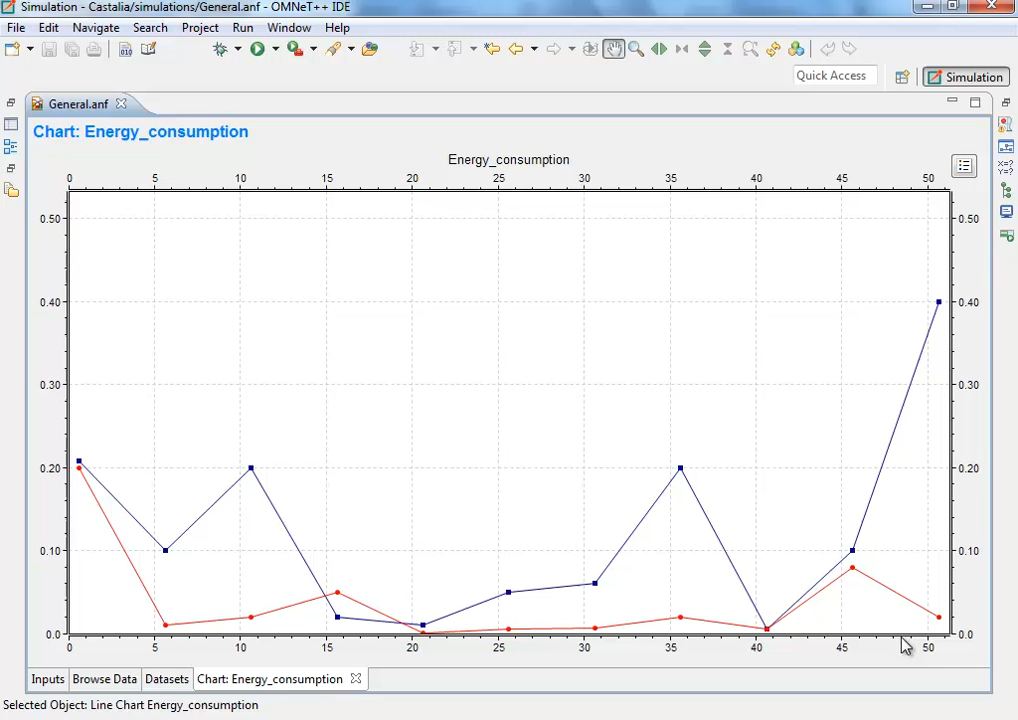 Simulation - Castalia/simulations/General.anf - OMNeT++ IDE
File Edit Navigate Search Project Run Window Help
Quick Access
Simulation
General.anf
Chart: Energy_consumption
Energy_consumption
0 5 10 15 20 25 30 35 40 45 50
0.50 0.50
0.40 0.40
0.30 0.30
0.20 0.20
0.10 0.10
0.0 0.0
0 5 10 15 20 25 30 35 40 45 50
Inputs Browse Data Datasets Chart: Energy_consumption
Selected Object: Line Chart Energy_consumption